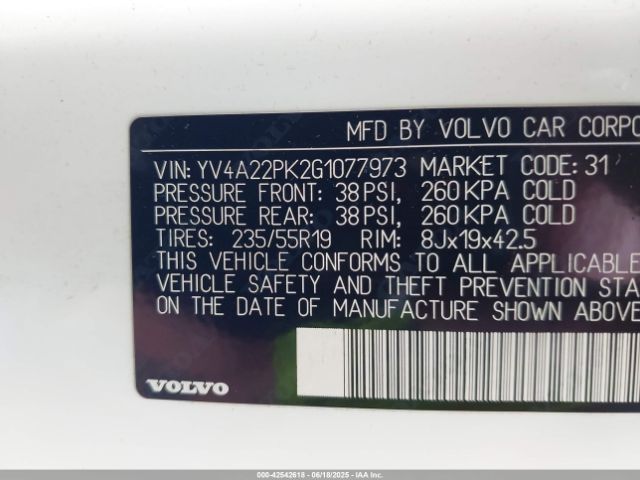 MFD BY VOLVO CAR CORPO
VIN: YV4A22PK2G1077973 MARKET CODE: 31
PRESSURE FRONT: 38 PSI, 260 KPA COLD
PRESSURE REAR: 38 PSI, 260 KPA COLD
TIRES: 235/55R19 RIM: 8Jx19x42.5
THIS VEHICLE CONFORMS TO ALL APPLICABLE
VEHICLE SAFETY AND THEFT PREVENTION STA
ON THE DATE OF MANUFACTURE SHOWN ABOVE
VOLVO
000-42542618 - 06/18/2025 - IAA Inc.